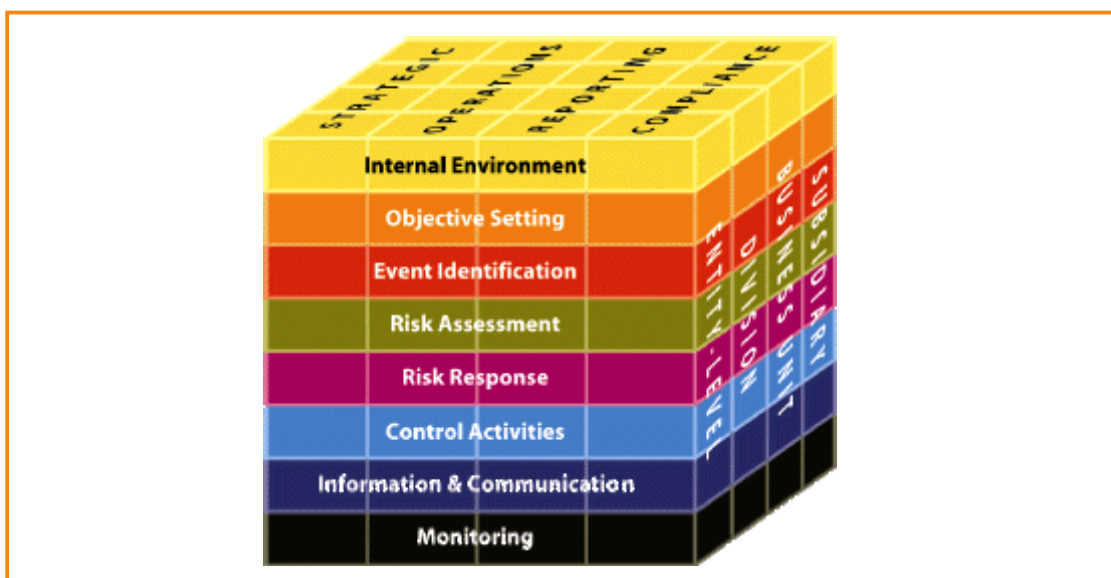 STRATEGIC
OPERATIONS
REPORTING
COMPLIANCE
Internal Environment
Objective Setting
Event Identification
Risk Assessment
Risk Response
Control Activities
Information & Communication
Monitoring
ENTITY-LEVEL
DIVISION
BUSINESS UNIT
SUBSIDIARY